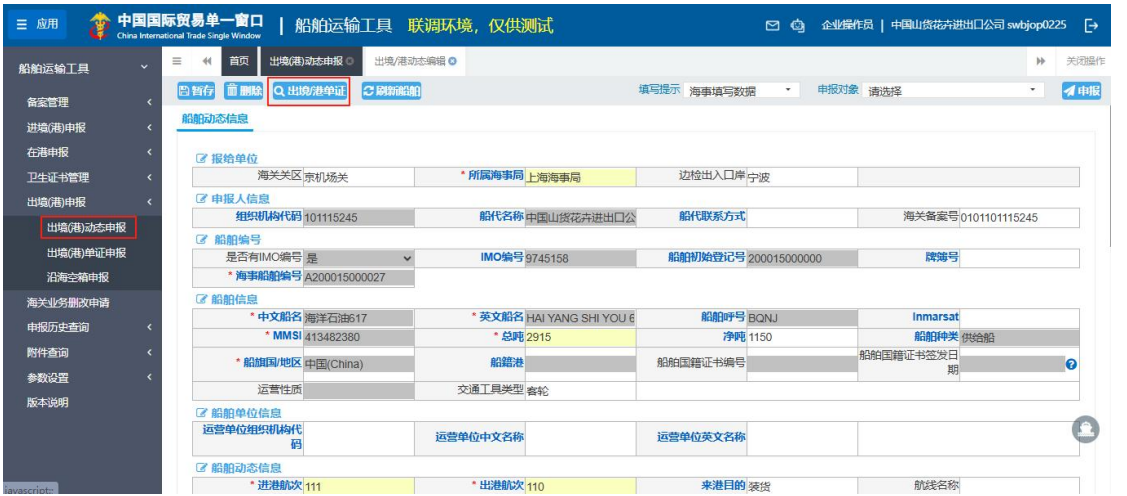 应用 中国国际贸易单一窗口 China International Trade Single Window | 船舶运输工具 联调环境，仅供测试 企业操作员 | 中国山货花卉进出口公司 swbjop0225
船舶运输工具
备案管理
进境(港)申报
在港申报
卫生证书管理
出境(港)申报
出境(港)动态申报
出境(港)单证申报
沿海空箱申报
海关业务删改申请
申报历史查询
附件查询
参数设置
版本说明
javascript:;
首页 出境(港)动态申报 出境/港动态编辑 关闭操作
暂存 删除 出境/港单证 刷新船舶 填写提示 海事填写数据 申报对象 请选择 申报
船舶动态信息
报给单位
海关关区 京机场关 * 所属海事局 上海海事局 边检出入口岸 宁波
申报人信息
组织机构代码 101115245 船代名称 中国山货花卉进出口公 船代联系方式 海关备案号 0101101115245
船舶编号
是否有IMO编号 是 IMO编号 9745158 船舶初始登记号 200015000000 牌簿号
* 海事船舶编号 A200015000027
船舶信息
* 中文船名 海洋石油617 * 英文船名 HAI YANG SHI YOU 6 船舶呼号 BQNJ Inmarsat
* MMSI 413482380 * 总吨 2915 净吨 1150 船舶种类 供给船
* 船旗国/地区 中国(China) 船籍港 船舶国籍证书编号 船舶国籍证书签发日期
运营性质 交通工具类型 客轮
船舶单位信息
运营单位组织机构代码 运营单位中文名称 运营单位英文名称
船舶动态信息
* 进港航次 111 * 出港航次 110 来港目的 装货 航线名称